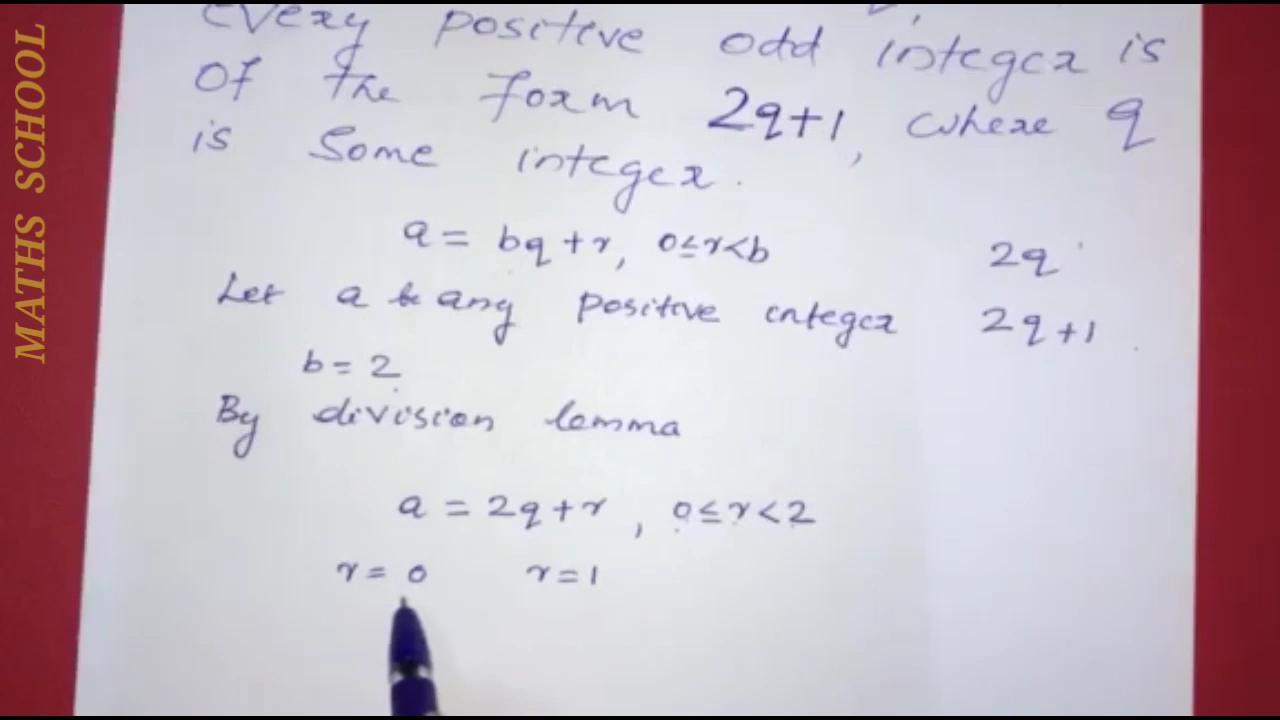 MATHS SCHOOL
every positive odd integer is
of the form 2q+1, where q
is some integer.
a = bq + r, 0≤r<b
2q
Let a be any positive integer
2q+1
b = 2
By division lemma
a = 2q + r, 0≤r<2
r = 0 r = 1